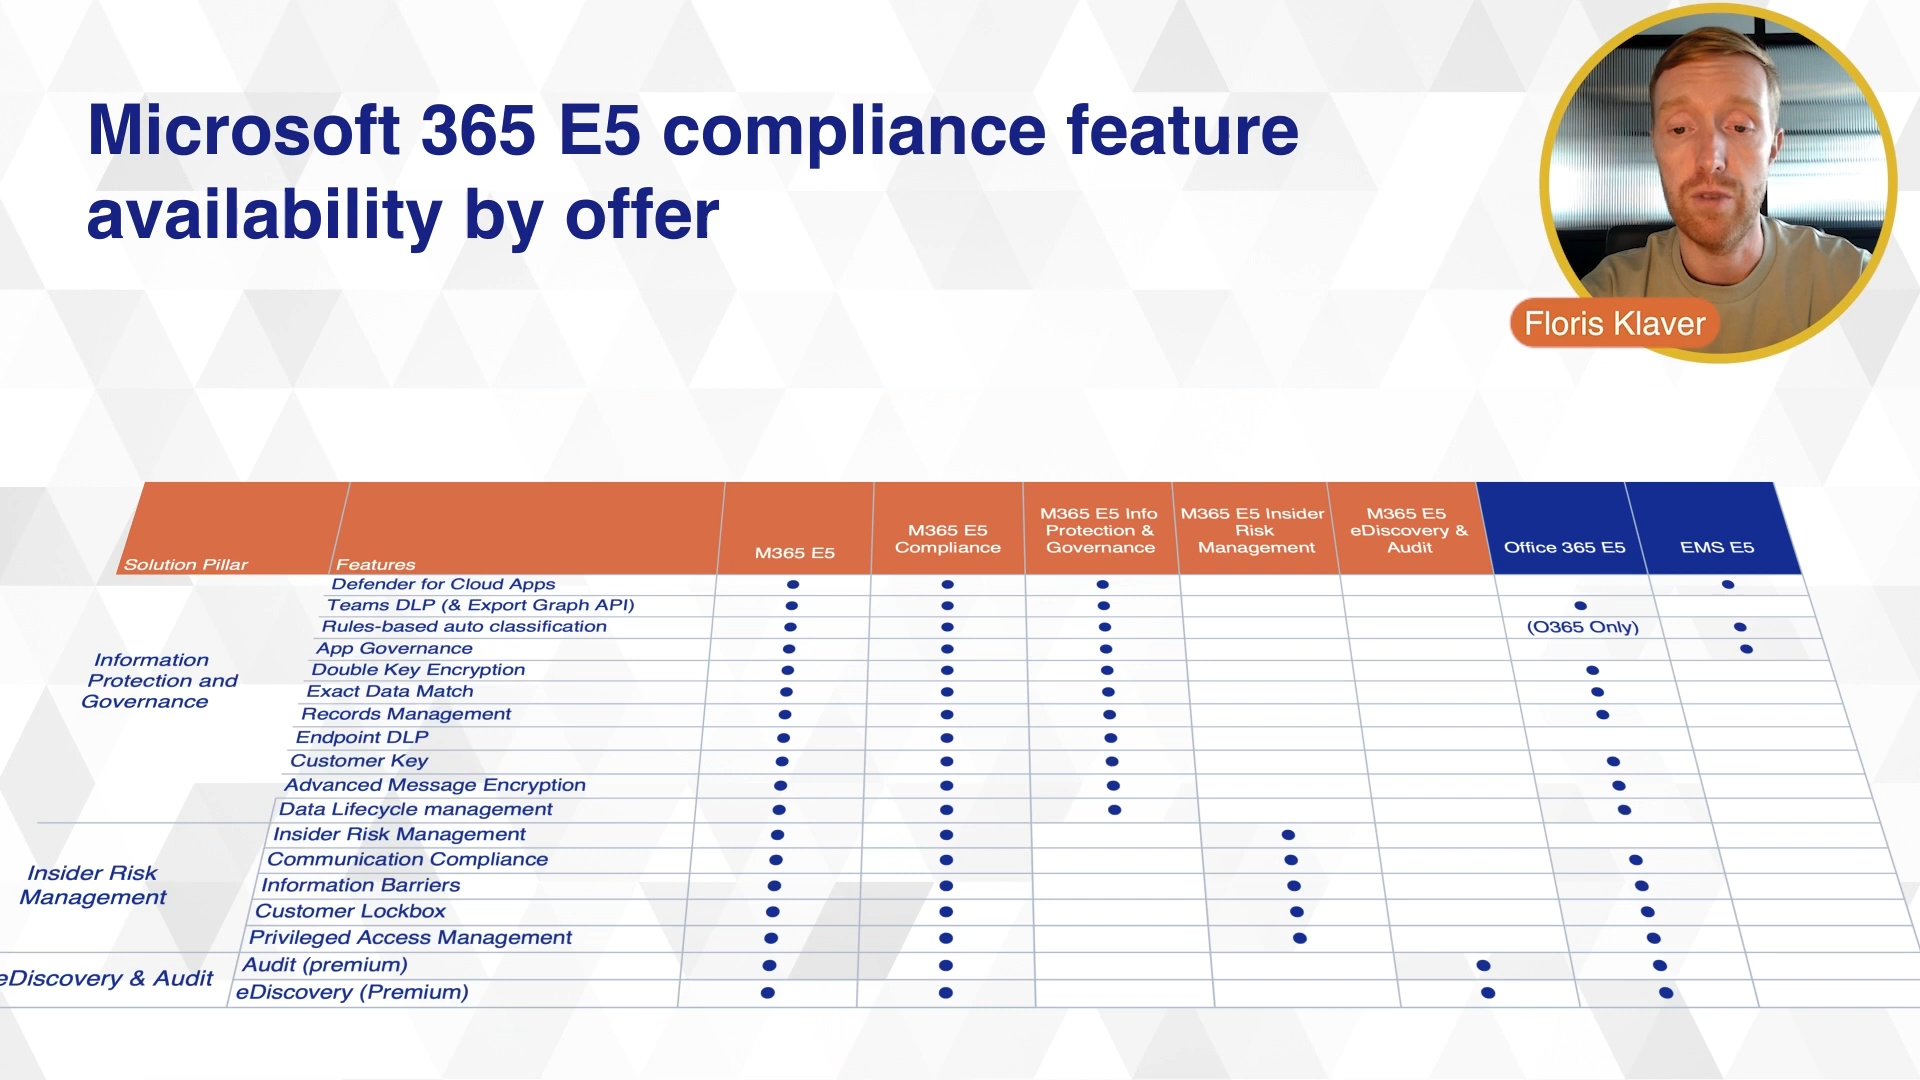 Microsoft 365 E5 compliance feature
availability by offer
Floris Klaver
Solution Pillar
Features
M365 E5
M365 E5
Compliance
M365 E5 Info
Protection &
Governance
M365 E5 Insider
Risk
Management
M365 E5
eDiscovery &
Audit
Office 365 E5
EMS E5
Information
Protection and
Governance
Defender for Cloud Apps
Teams DLP (& Export Graph API)
Rules-based auto classification
(O365 Only)
App Governance
Double Key Encryption
Exact Data Match
Records Management
Endpoint DLP
Customer Key
Advanced Message Encryption
Data Lifecycle management
Insider Risk
Management
Insider Risk Management
Communication Compliance
Information Barriers
Customer Lockbox
Privileged Access Management
eDiscovery & Audit
Audit (premium)
eDiscovery (Premium)